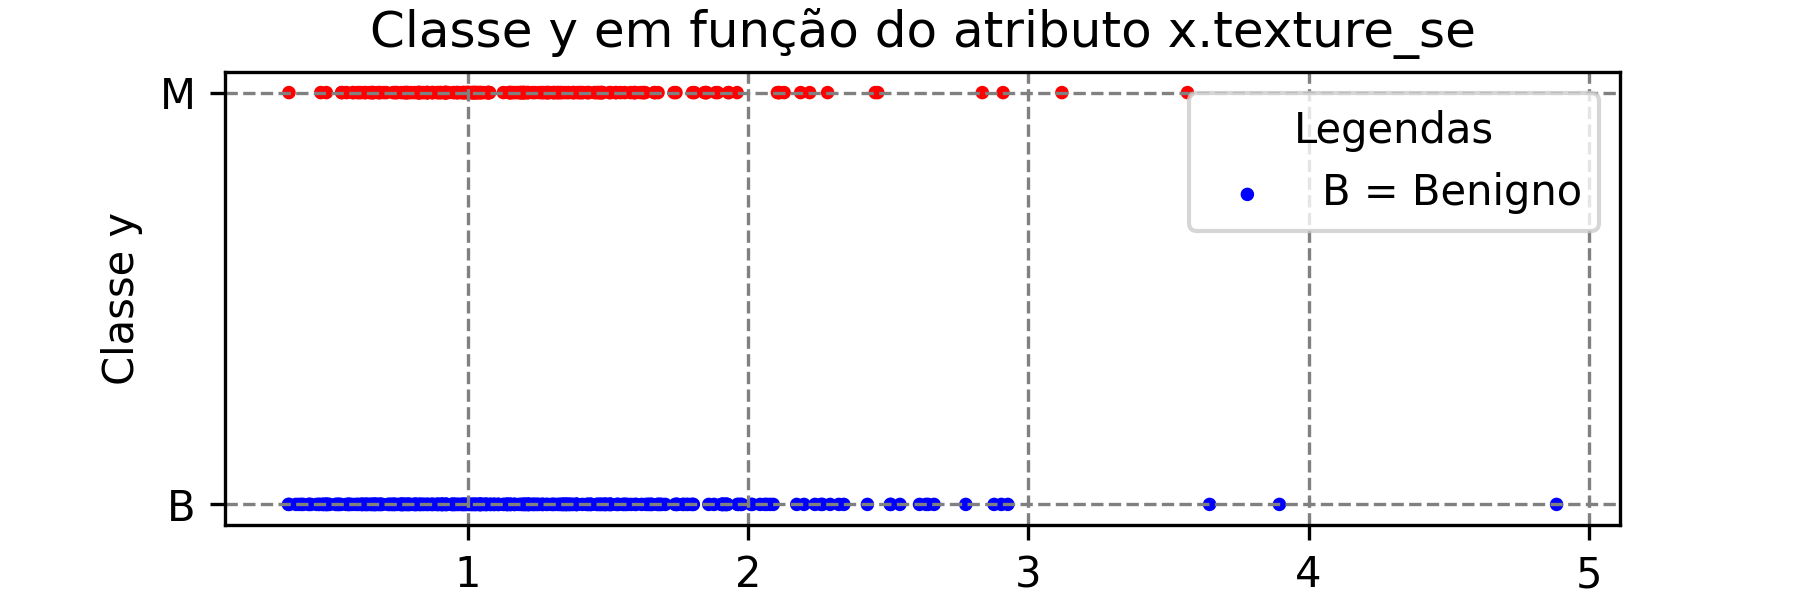 Classe y em função do atributo x.texture_se
M
Legendas
B = Benigno
Classe y
B
1 2 3 4 5